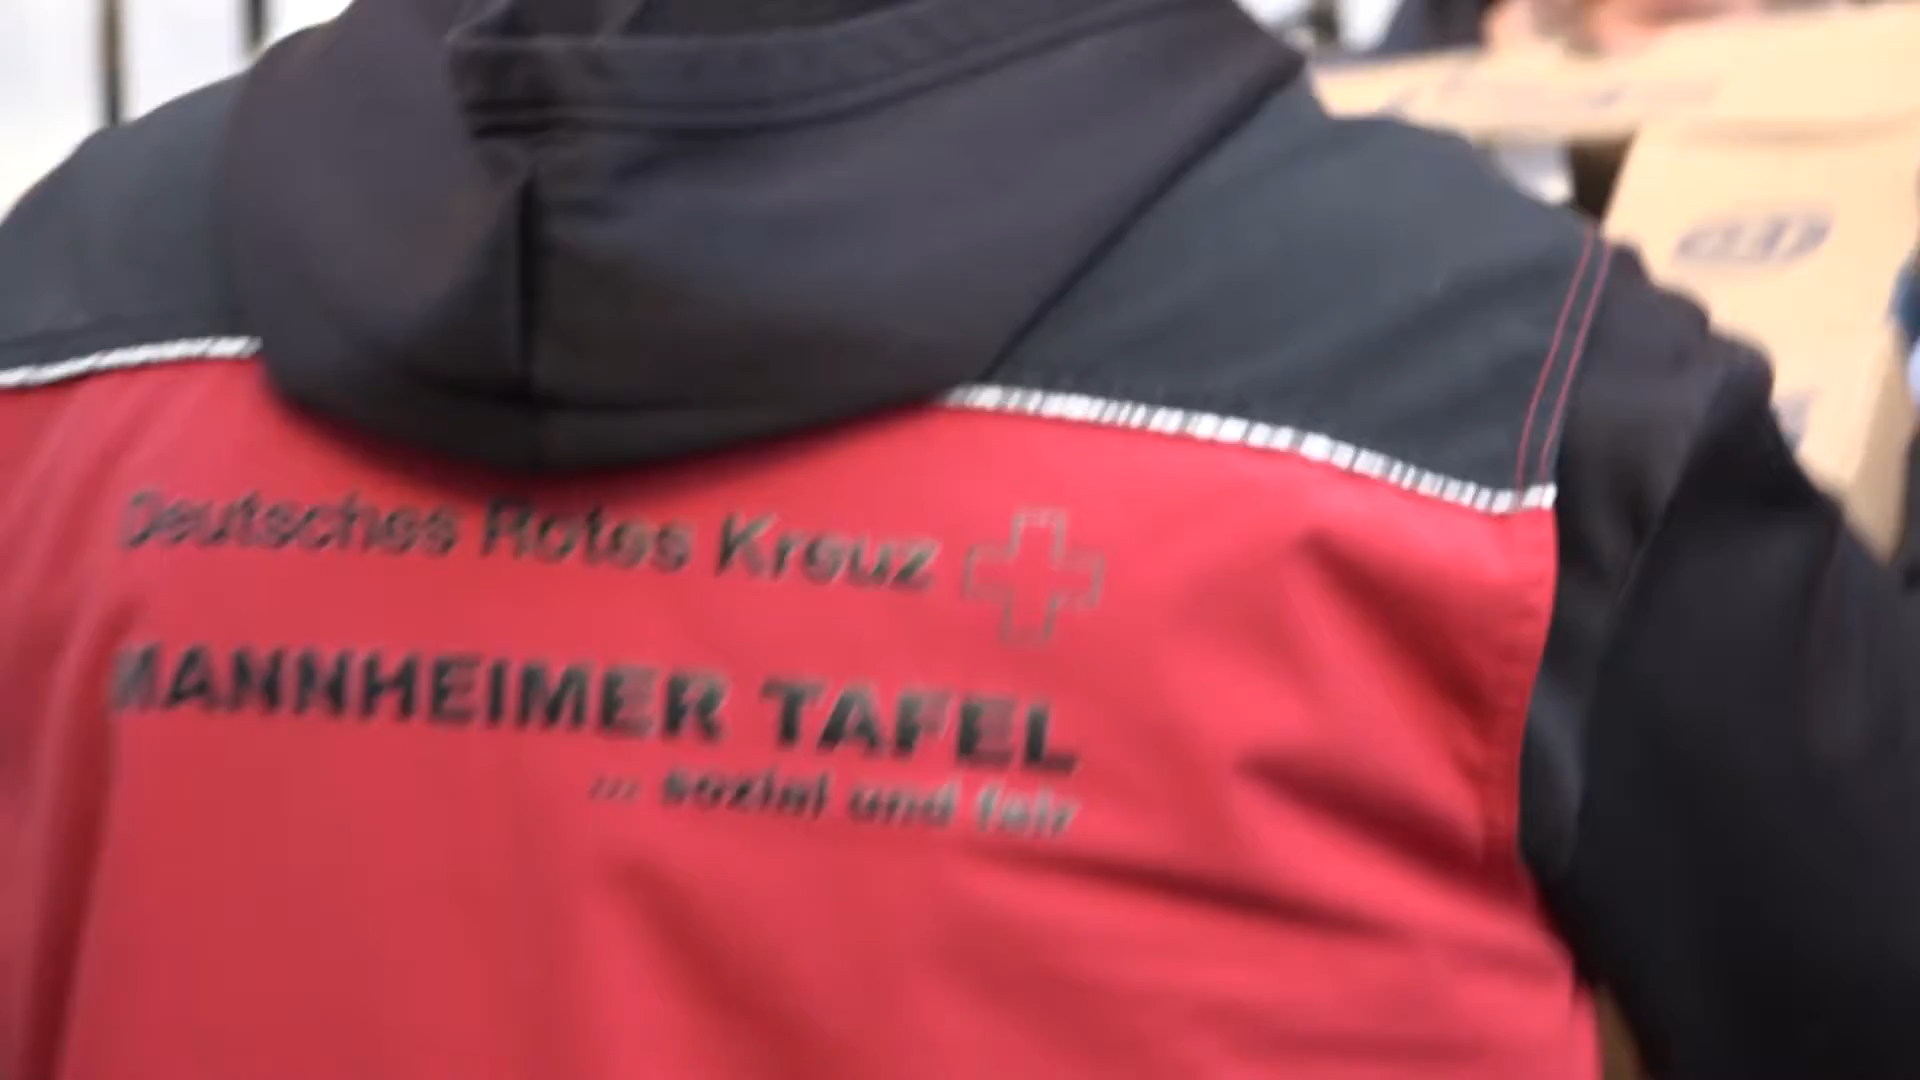 Deutsches Rotes Kreuz
MANNHEIMER TAFEL
... sozial und fair